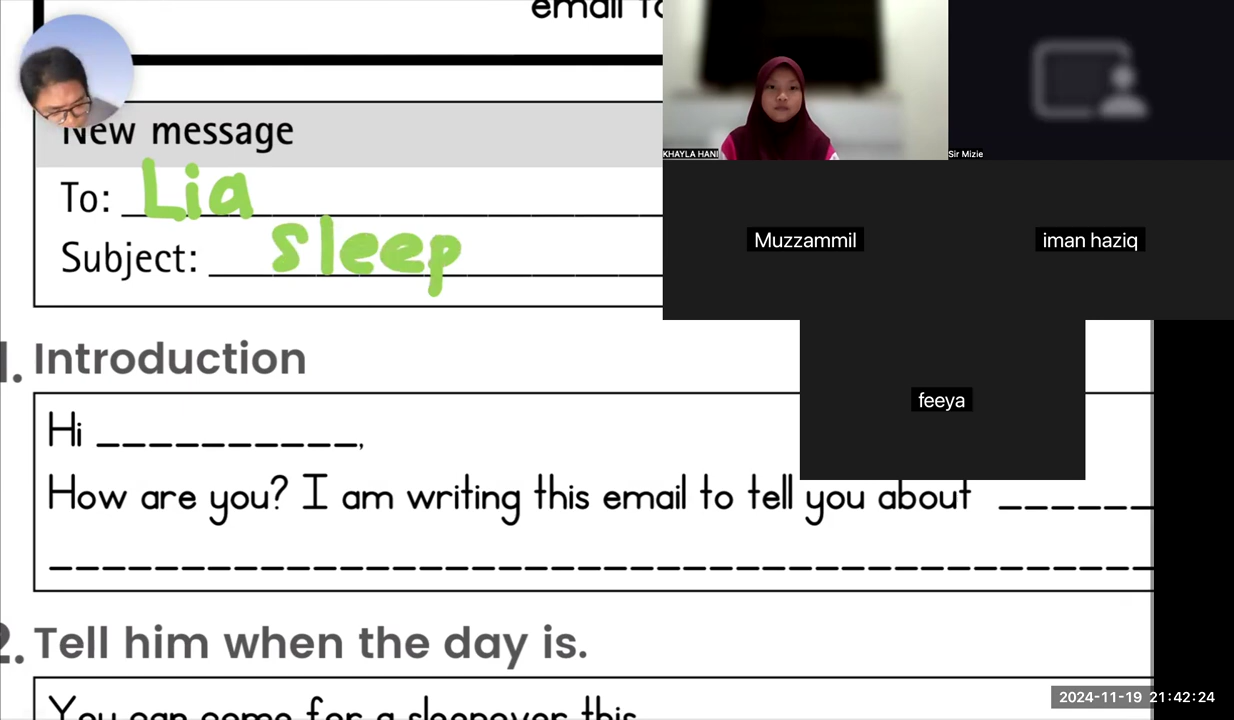 email to
New message
To: Lia
Subject: sleep
1. Introduction
Hi __________,
How are you? I am writing this email to tell you about ______
2. Tell him when the day is.
You can come for a sleepover this
KHAYLA HANI
Sir Mizie
Muzzammil
iman haziq
feeya
2024-11-19 21:42:24